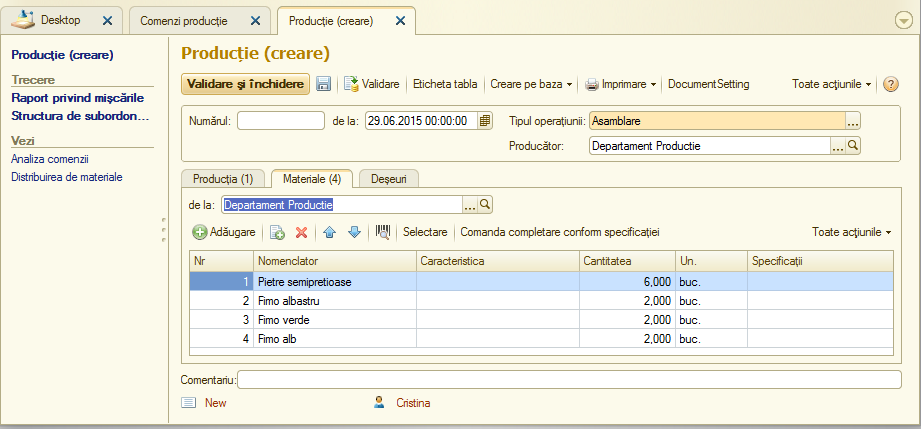 Desktop
Comenzi producție
Producție (creare)
Producție (creare)
Trecere
Raport privind mișcările
Structura de subordon...
Vezi
Analiza comenzii
Distribuirea de materiale
Producție (creare)
Validare și închidere Validare Eticheta tabla Creare pe baza Imprimare DocumentSetting Toate acțiunile ?
Numărul: de la: 29.06.2015 00:00:00 Tipul operațiunii: Asamblare ...
Producător: Departament Productie ...
Producția (1) Materiale (4) Deșeuri
de la: Departament Productie ...
Adăugare Selectare Comanda completare conform specificației Toate acțiunile
Nr Nomenclator Caracteristica Cantitatea Un. Specificații
1 Pietre semipretioase 6,000 buc.
2 Fimo albastru 2,000 buc.
3 Fimo verde 2,000 buc.
4 Fimo alb 2,000 buc.
Comentariu:
New Cristina